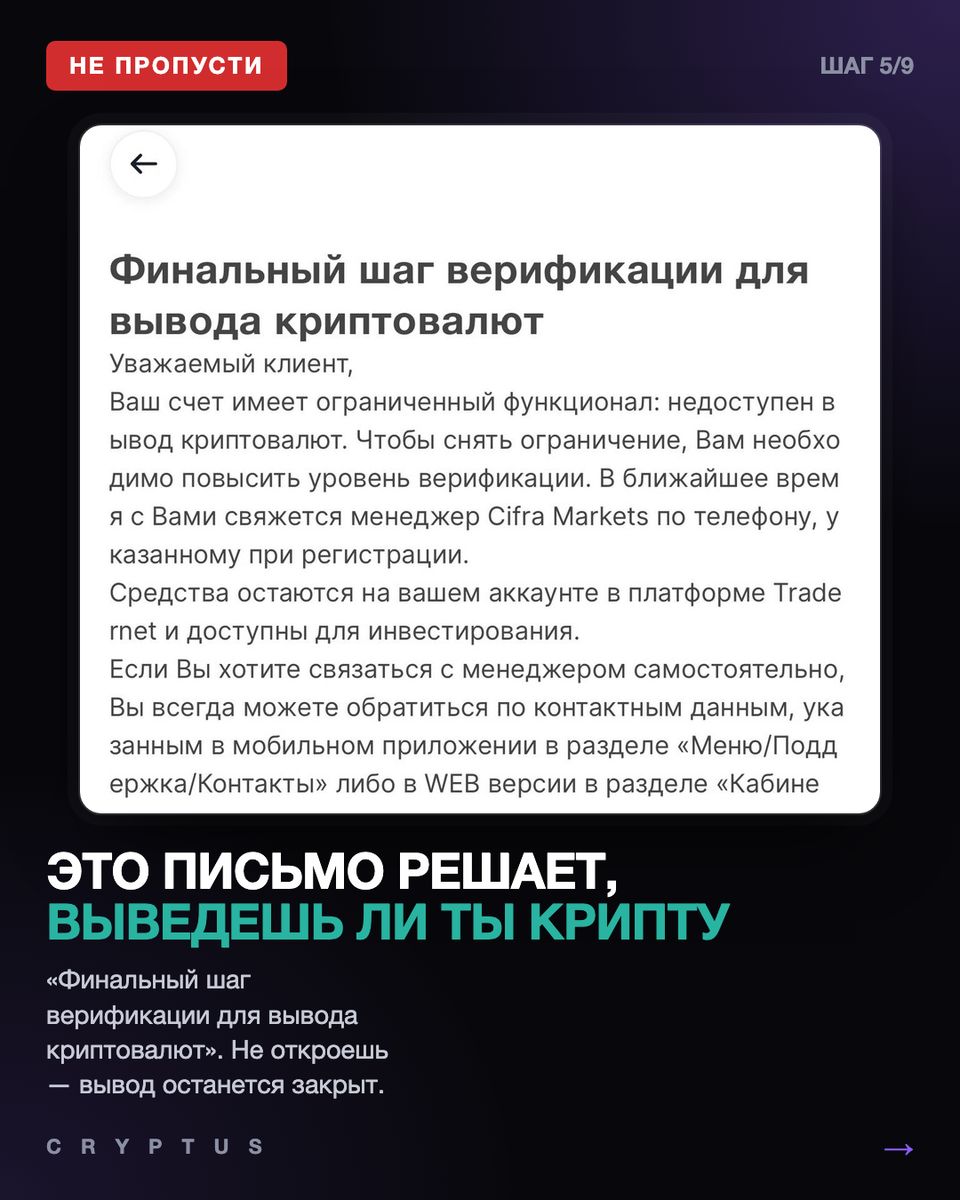 НЕ ПРОПУСТИ
ШАГ 5/9
Финальный шаг верификации для
вывода криптовалют
Уважаемый клиент,
Ваш счет имеет ограниченный функционал: недоступен в
ывод криптовалют. Чтобы снять ограничение, Вам необхо
димо повысить уровень верификации. В ближайшее врем
я с Вами свяжется менеджер Cifra Markets по телефону, у
казанному при регистрации.
Средства остаются на вашем аккаунте в платформе Trade
rnet и доступны для инвестирования.
Если Вы хотите связаться с менеджером самостоятельно,
Вы всегда можете обратиться по контактным данным, ука
занным в мобильном приложении в разделе «Меню/Подд
ержка/Контакты» либо в WEB версии в разделе «Кабине
ЭТО ПИСЬМО РЕШАЕТ,
ВЫВЕДЕШЬ ЛИ ТЫ КРИПТУ
«Финальный шаг
верификации для вывода
криптовалют». Не откроешь
— вывод останется закрыт.
CRYPTUS